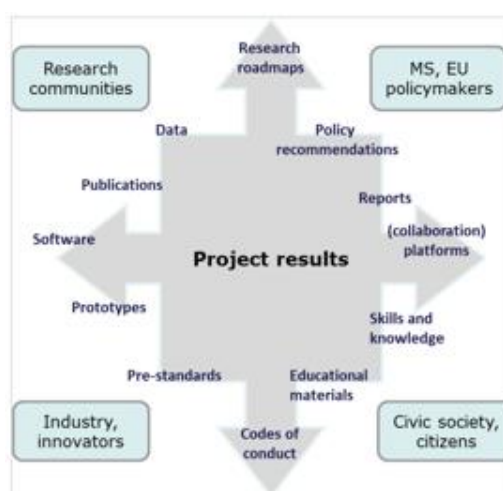 Research
roadmaps
Research
communities
MS, EU
policymakers
Data
Policy
recommendations
Publications
Reports
Software
(collaboration)
platforms
Project results
Prototypes
Skills and
knowledge
Pre-standards
Educational
materials
Industry,
innovators
Codes of
conduct
Civic society,
citizens